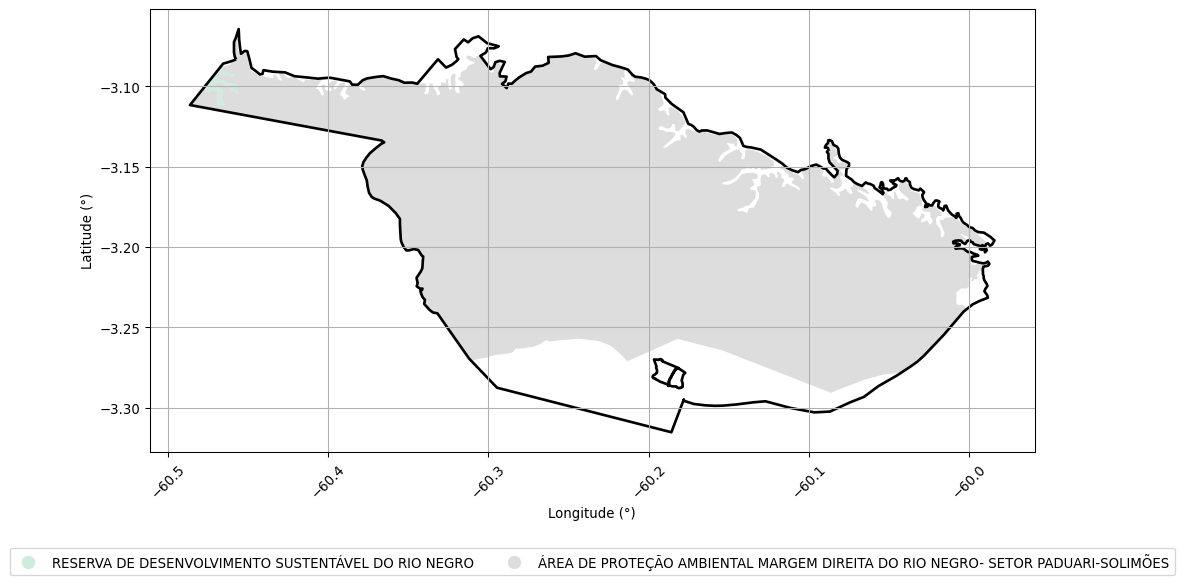 −3.10
−3.15
−3.20
−3.25
−3.30
Latitude (°)
−60.5
−60.4
−60.3
−60.2
−60.1
−60.0
Longitude (°)
RESERVA DE DESENVOLVIMENTO SUSTENTÁVEL DO RIO NEGRO
ÁREA DE PROTEÇÃO AMBIENTAL MARGEM DIREITA DO RIO NEGRO- SETOR PADUARI-SOLIMÕES